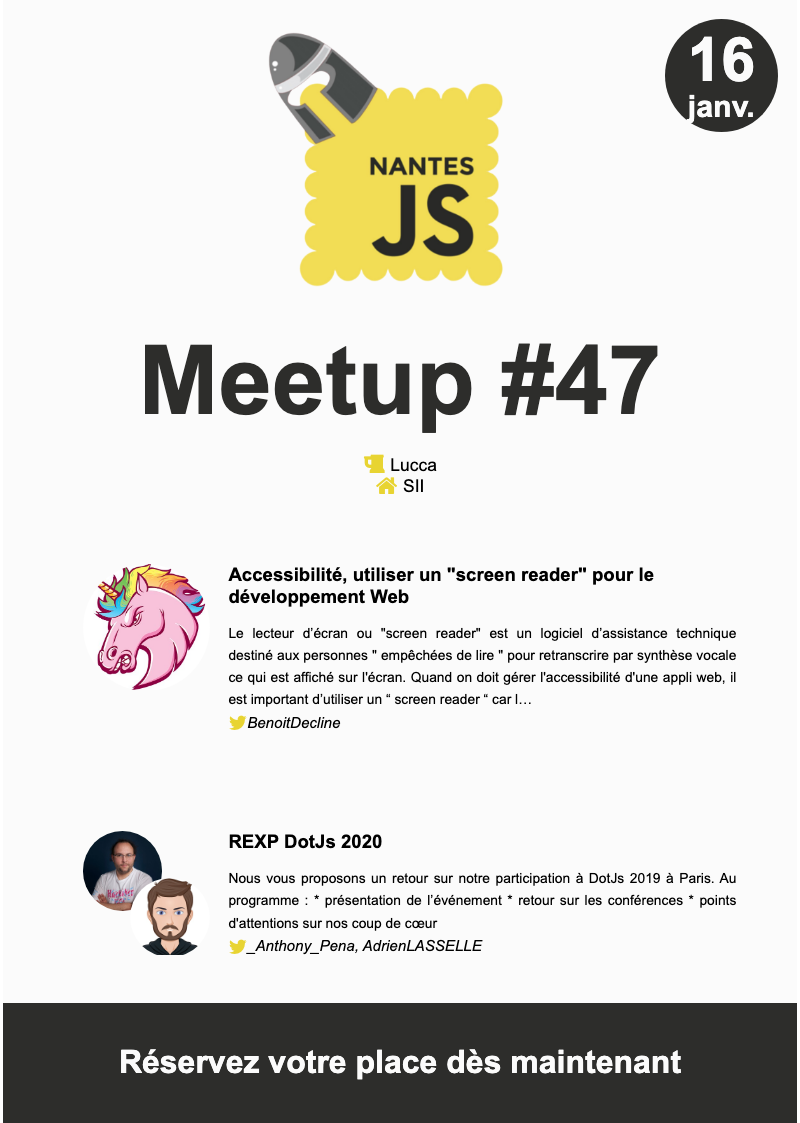 16
janv.
NANTES
JS
Meetup #47
Lucca
SII
Accessibilité, utiliser un "screen reader" pour le
développement Web
Le lecteur d’écran ou "screen reader" est un logiciel d’assistance technique
destiné aux personnes " empêchées de lire " pour retranscrire par synthèse vocale
ce qui est affiché sur l'écran. Quand on doit gérer l'accessibilité d'une appli web, il
est important d’utiliser un “ screen reader “ car l…
BenoitDecline
REXP DotJs 2020
Nous vous proposons un retour sur notre participation à DotJs 2019 à Paris. Au
programme : * présentation de l’événement * retour sur les conférences * points
d'attentions sur nos coup de cœur
_Anthony_Pena, AdrienLASSELLE
Réservez votre place dès maintenant